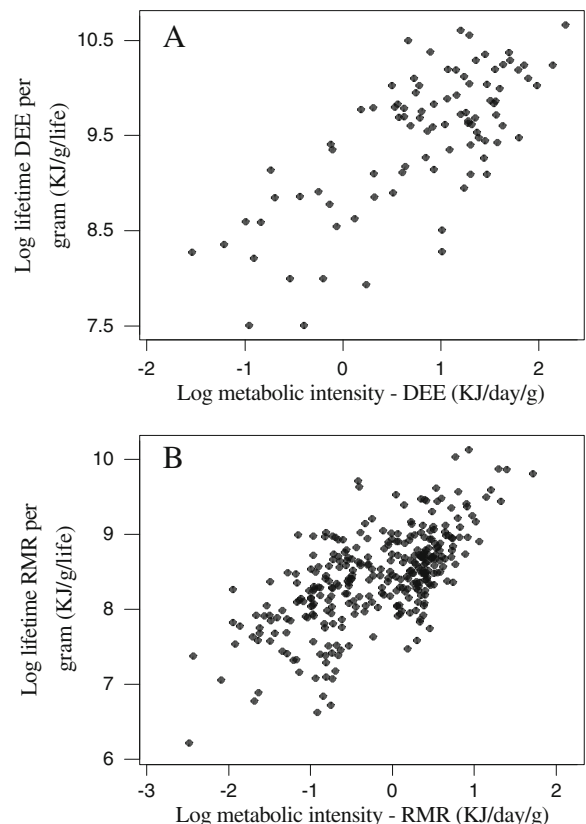 A
Log lifetime DEE per
gram (KJ/g/life)
10.5
9.5
8.5
7.5
-2 -1 0 1 2
Log metabolic intensity - DEE (KJ/day/g)
B
Log lifetime RMR per
gram (KJ/g/life)
10
9
8
7
6
-3 -2 -1 0 1 2
Log metabolic intensity - RMR (KJ/day/g)